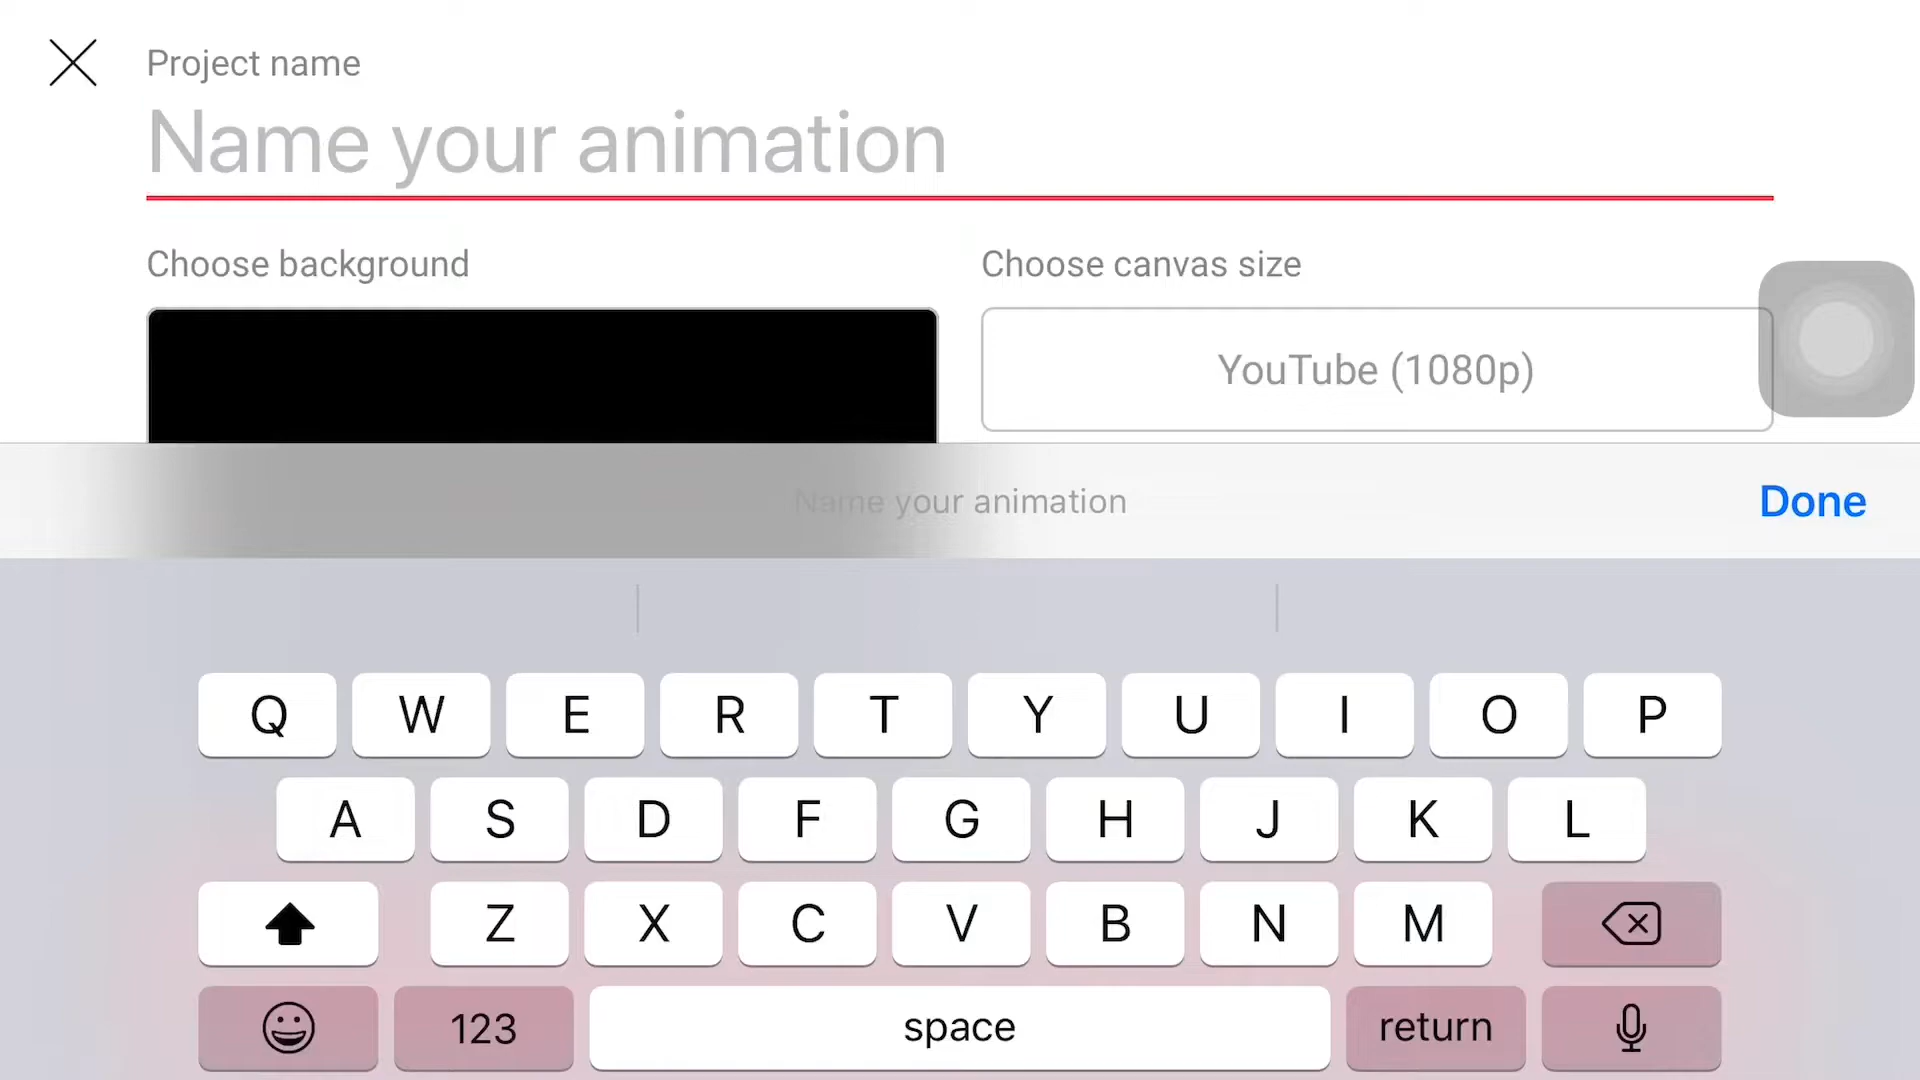 Project name
Name your animation
Choose background
Choose canvas size
YouTube (1080p)
Name your animation
Done
Q W E R T Y U I O P
A S D F G H J K L
Z X C V B N M
123
space
return